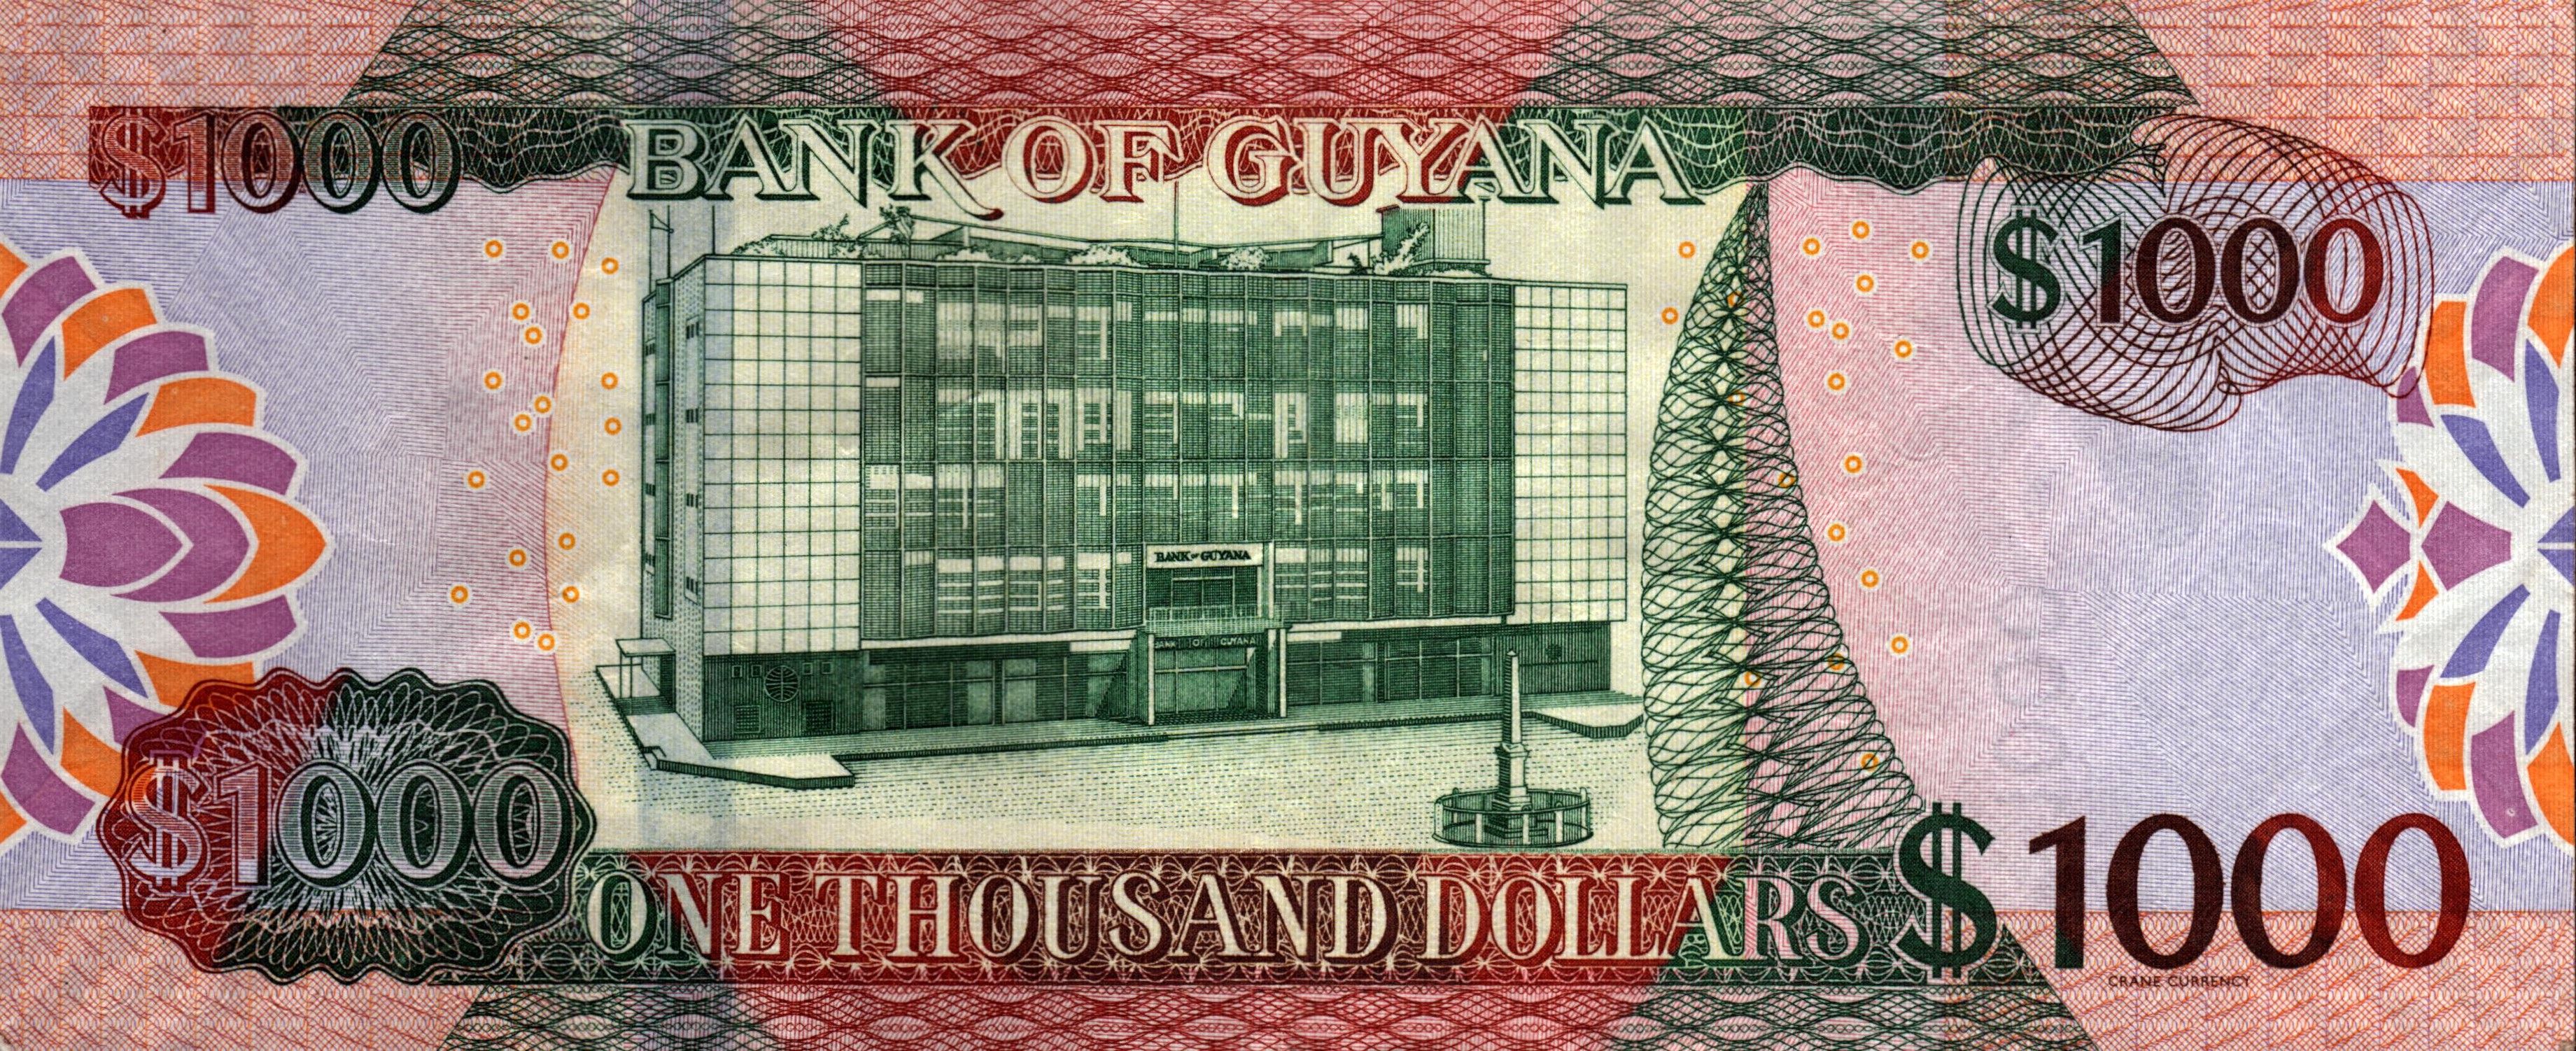 $1000
BANK OF GUYANA
$1000
BANK OF GUYANA
BANK OF GUYANA
$1000
ONE THOUSAND DOLLARS
$1000
CRANE CURRENCY